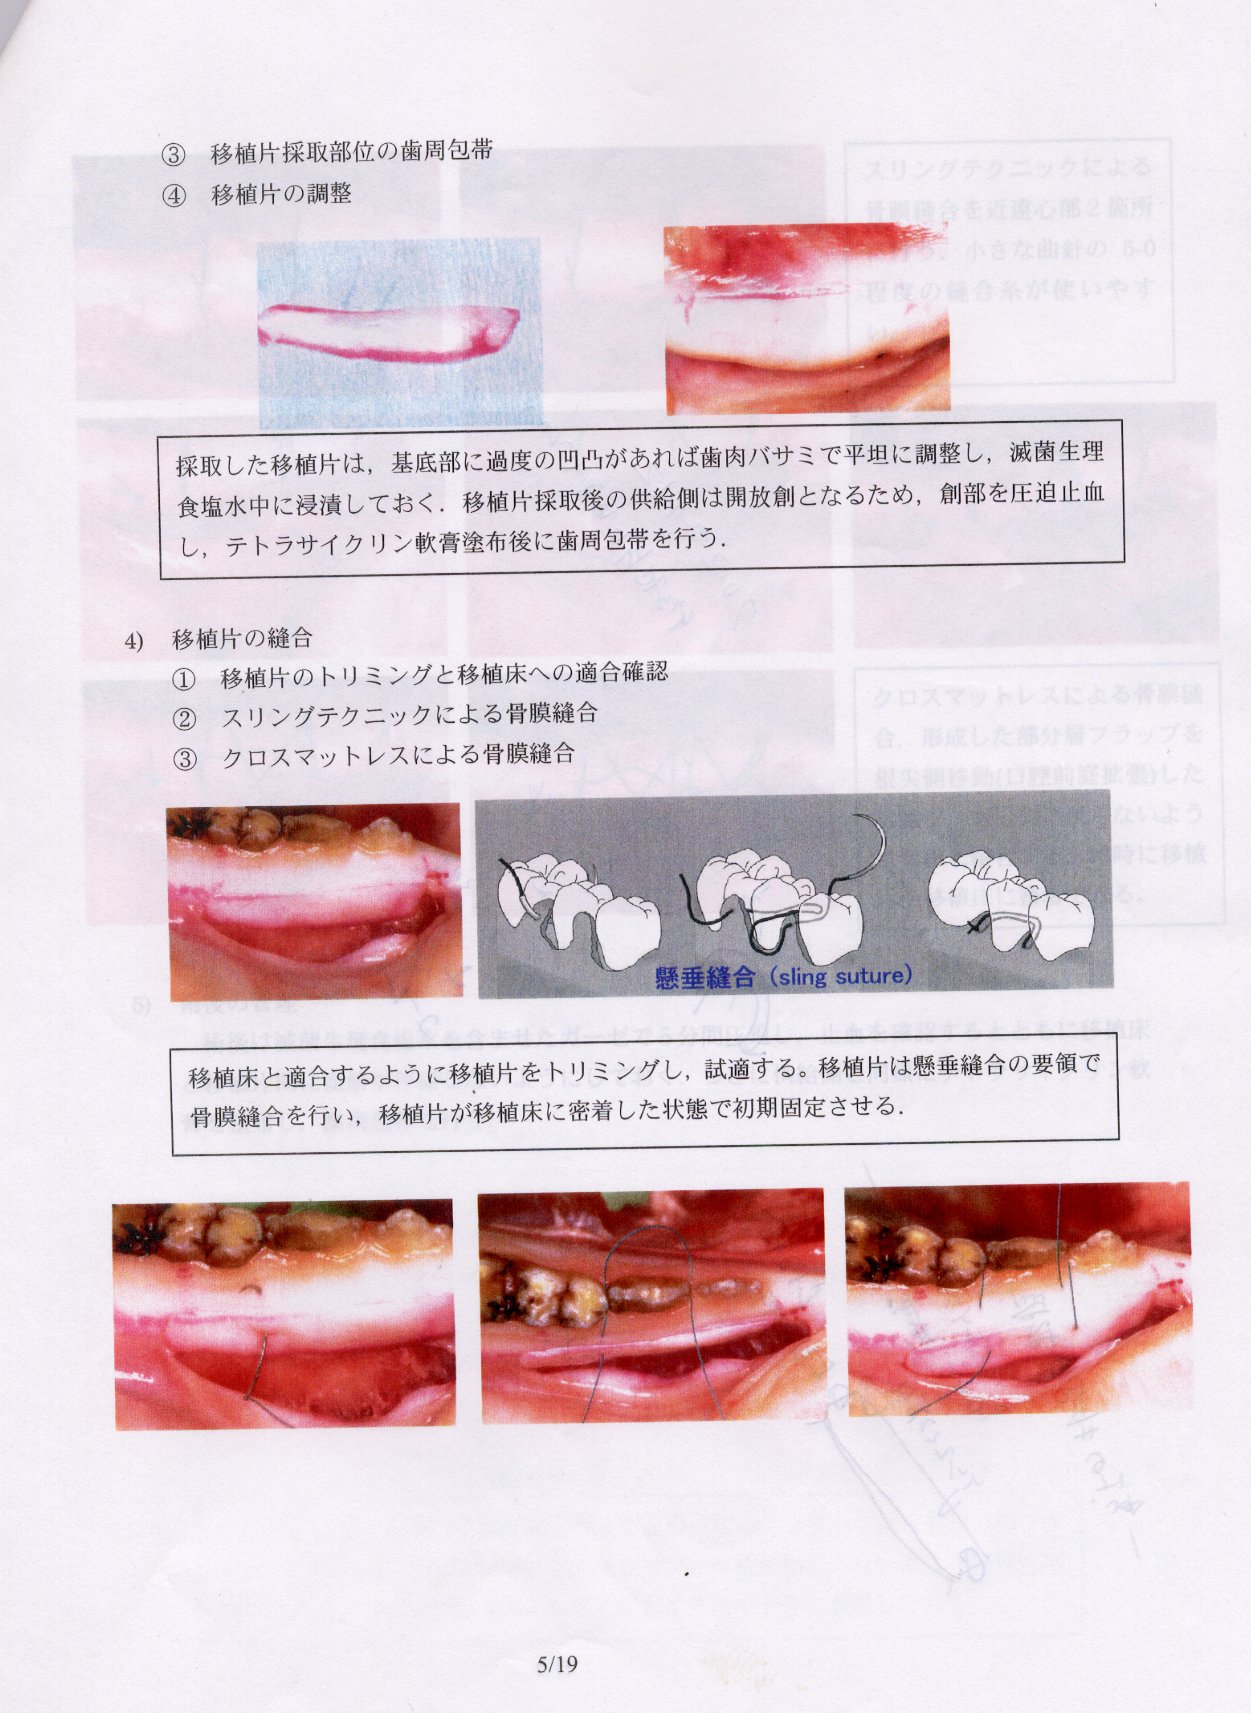 ③ 移植片採取部位の歯周包帯
④ 移植片の調整
採取した移植片は，基底部に過度の凹凸があれば歯肉バサミで平坦に調整し，滅菌生理
食塩水中に浸漬しておく．移植片採取後の供給側は開放創となるため，創部を圧迫止血
し，テトラサイクリン軟膏塗布後に歯周包帯を行う．
4) 移植片の縫合
① 移植片のトリミングと移植床への適合確認
② スリングテクニックによる骨膜縫合
③ クロスマットレスによる骨膜縫合
懸垂縫合（sling suture）
移植床と適合するように移植片をトリミングし，試適する。移植片は懸垂縫合の要領で
骨膜縫合を行い，移植片が移植床に密着した状態で初期固定させる．
5/19